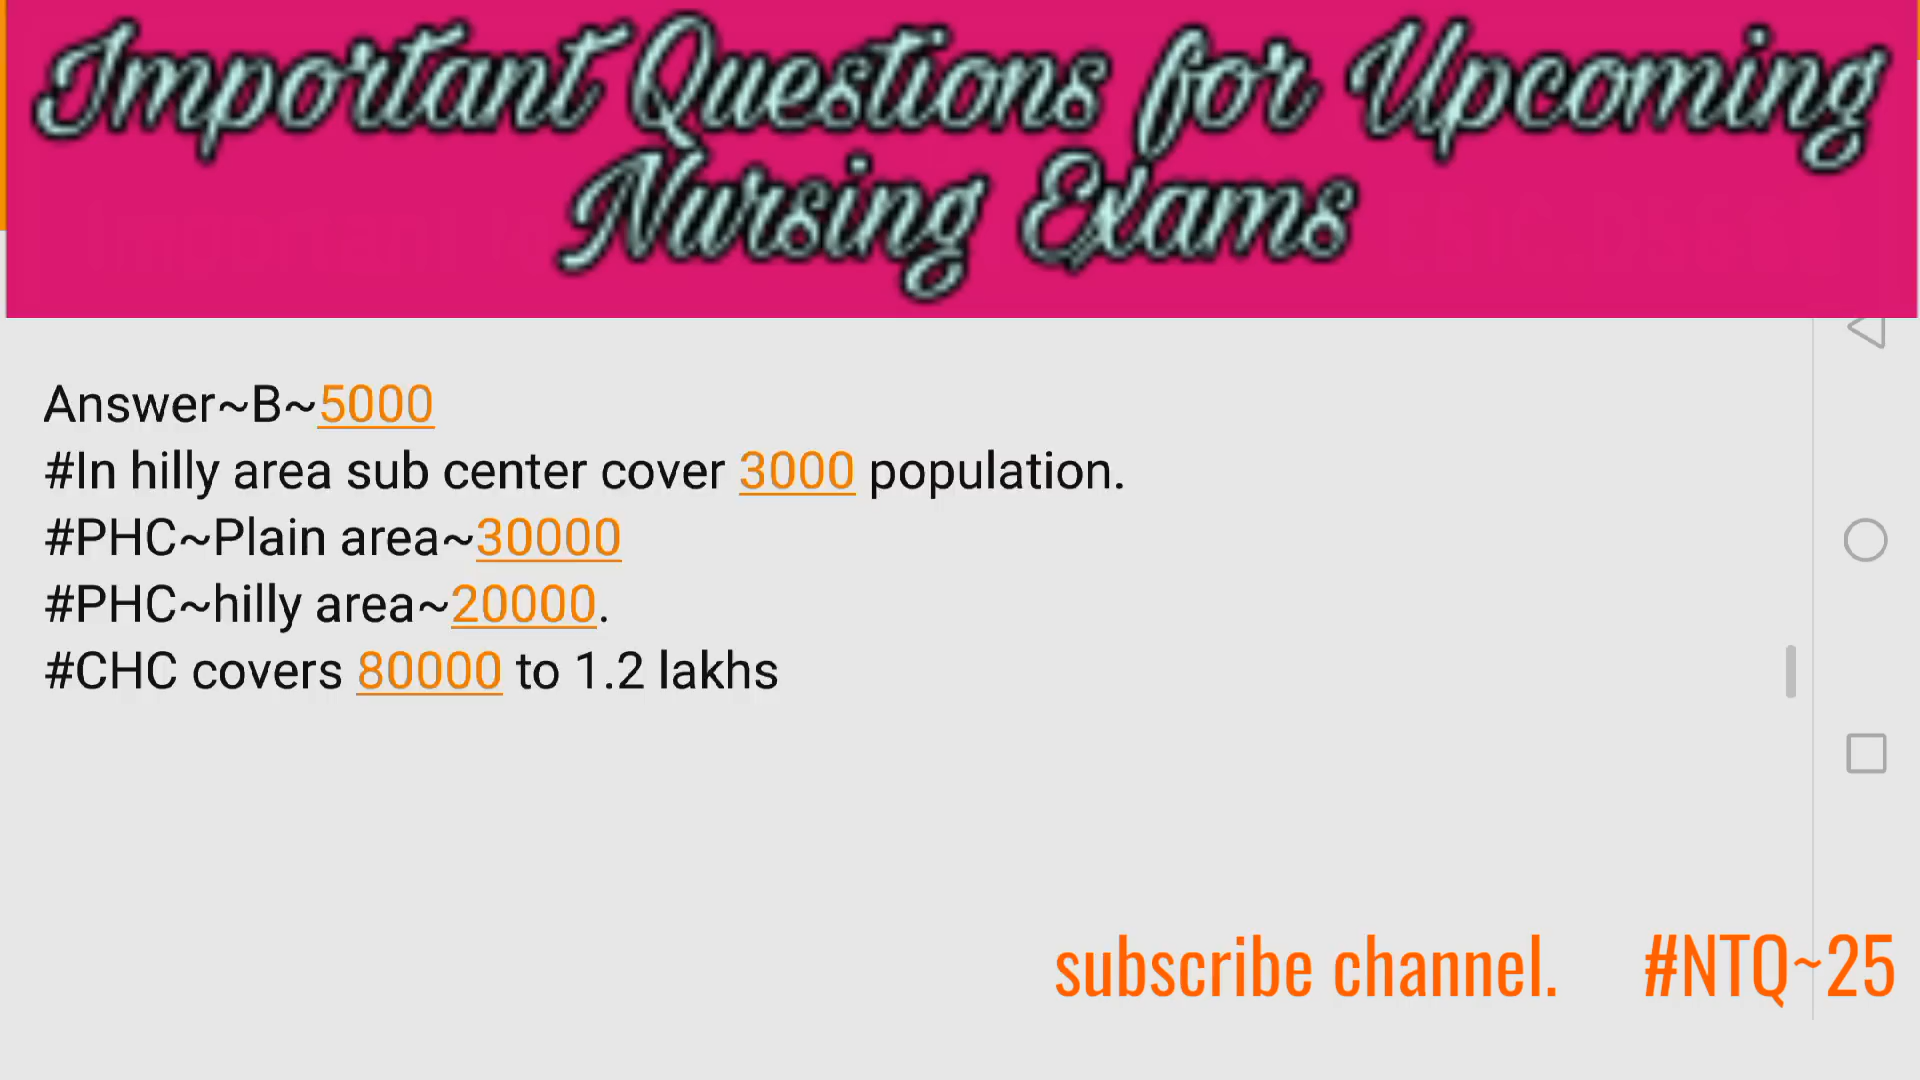 Important Questions for Upcoming
Nursing Exams
Answer~B~5000
#In hilly area sub center cover 3000 population.
#PHC~Plain area~30000
#PHC~hilly area~20000.
#CHC covers 80000 to 1.2 lakhs
subscribe channel. #NTQ~25